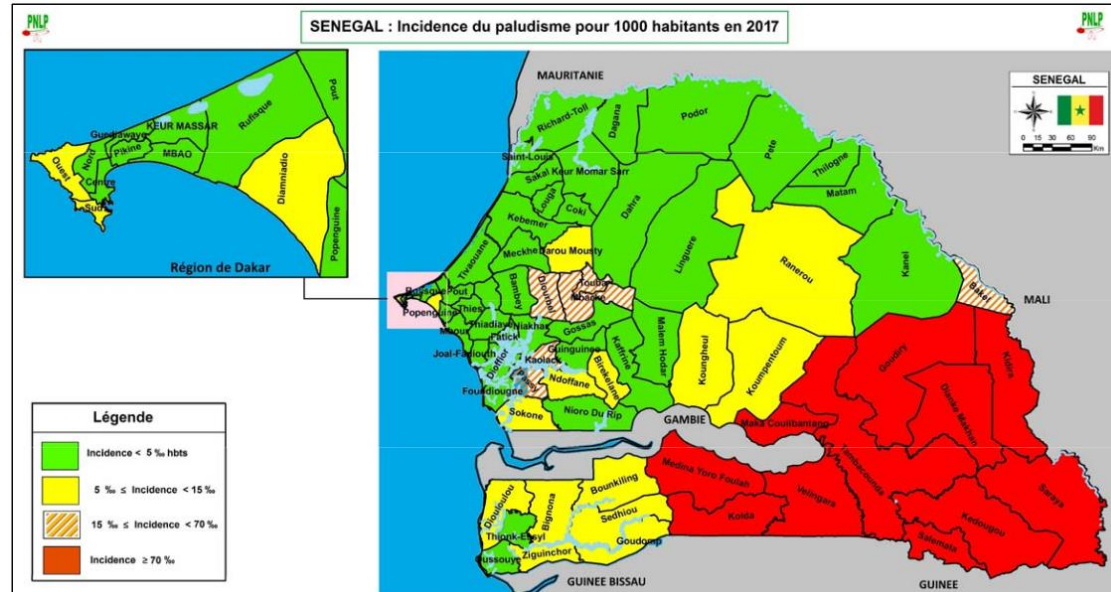 PNLP
SENEGAL : Incidence du paludisme pour 1000 habitants en 2017
PNLP
MAURITANIE
SENEGAL
0 15 30 60 90
Km
Pout
Rufisque
KEUR MASSAR
Guediawaye
Pikine
MBAO
Nord
Ouest
Centre
Sud
Diamniadio
Popenguine
Région de Dakar
Richard-Toll
Dagana
Podor
Pété
Thilogne
Matam
Saint-Louis
Sakal
Keur Momar Sarr
Louga
Coki
Dahra
Linguere
Ranerou
Kanel
Kebemer
Darou Mousty
Meckhe
Tivaouane
Touba
Mbacke
Diourbel
Bambey
Bakel
MALI
Rufisque
Pout
Popenguine
Thies
Mbour
Thiadiaye
Niakhar
Fatick
Gossas
Joal-Fadiouth
Dioffior
Guinguineo
Kaolack
Kaffrine
Malem Hodar
Koungheul
Koumpentoum
Birekelane
Ndoffane
Foundiougne
Passy
Sokone
Nioro Du Rip
GAMBIE
Goudiry
Kidira
Dianke Makhan
Maka Coulibantang
Tambacounda
Medina Yoro Foulah
Velingara
Kolda
Saraya
Kedougou
Salemata
Bounkiling
Diouloulou
Bignona
Sedhiou
Thionk-Essyl
Goudomp
Oussouye
Ziguinchor
GUINEE BISSAU
GUINEE
Légende
Incidence < 5 ‰ hbts
5 ‰ ≤ Incidence < 15 ‰
15 ‰ ≤ Incidence < 70 ‰
Incidence ≥ 70 ‰